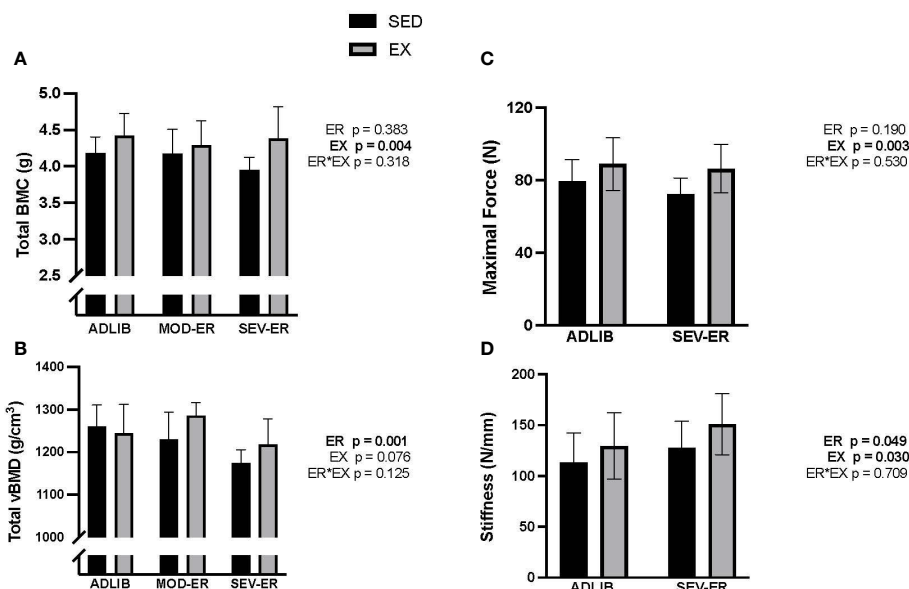 SED
EX
A
5.0
4.5
4.0
3.5
3.0
2.5
Total BMC (g)
ADLIB MOD-ER SEV-ER
ER p = 0.383
EX p = 0.004
ER*EX p = 0.318
B
1400
1300
1200
1100
1000
Total vBMD (g/cm³)
ADLIB MOD-ER SEV-ER
ER p = 0.001
EX p = 0.076
ER*EX p = 0.125
C
120
80
40
0
Maximal Force (N)
ADLIB SEV-ER
ER p = 0.190
EX p = 0.003
ER*EX p = 0.530
D
200
150
100
50
0
Stiffness (N/mm)
ADLIB SEV-ER
ER p = 0.049
EX p = 0.030
ER*EX p = 0.709